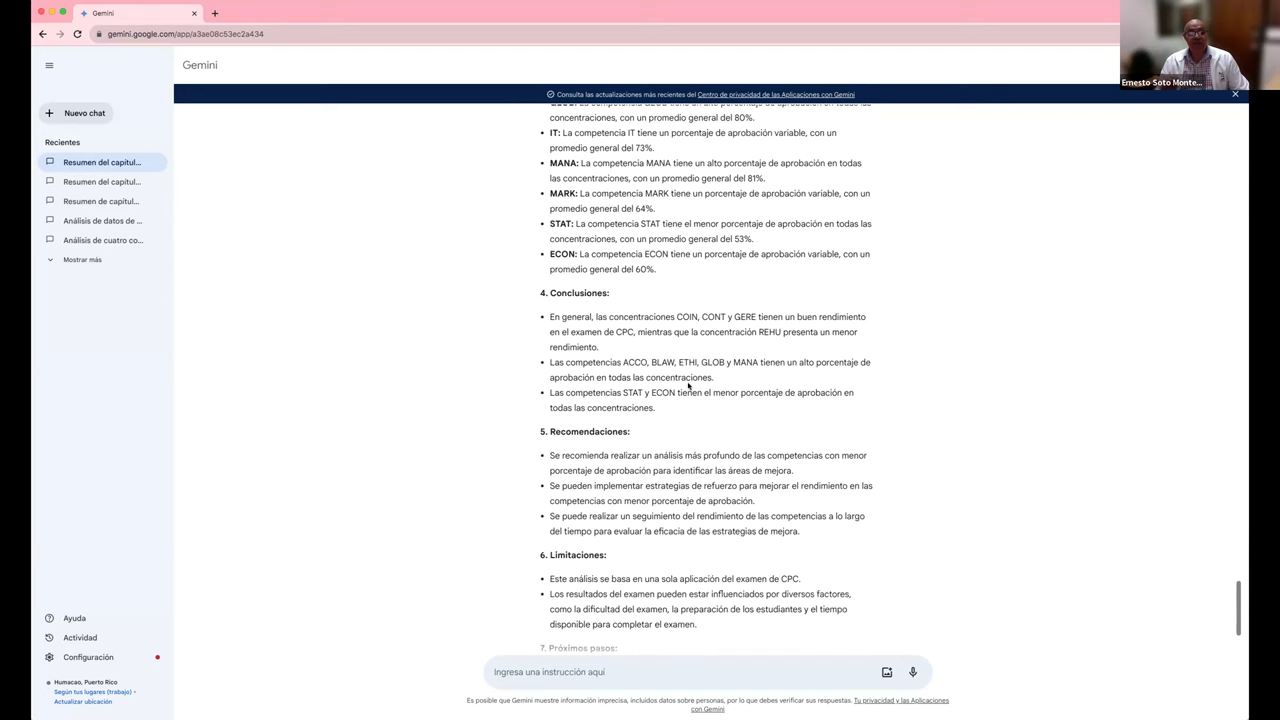 Gemini
gemini.google.com/app/a3ae08c53ec2a434
Ernesto Soto Monte...
Gemini
Consulta las actualizaciones más recientes del Centro de privacidad de las Aplicaciones con Gemini
Nuevo chat
Recientes
Resumen del capítul...
Resumen del capítul...
Resumen de capítul...
Análisis de datos de ...
Análisis de cuatro co...
Mostrar más
Ayuda
Actividad
Configuración
Humacao, Puerto Rico
Según tus lugares (trabajo) •
Actualizar ubicación
concentraciones, con un promedio general del 80%.
• IT: La competencia IT tiene un porcentaje de aprobación variable, con un
promedio general del 73%.
• MANA: La competencia MANA tiene un alto porcentaje de aprobación en todas
las concentraciones, con un promedio general del 81%.
• MARK: La competencia MARK tiene un porcentaje de aprobación variable, con un
promedio general del 64%.
• STAT: La competencia STAT tiene el menor porcentaje de aprobación en todas las
concentraciones, con un promedio general del 53%.
• ECON: La competencia ECON tiene un porcentaje de aprobación variable, con un
promedio general del 60%.
4. Conclusiones:
• En general, las concentraciones COIN, CONT y GERE tienen un buen rendimiento
en el examen de CPC, mientras que la concentración REHU presenta un menor
rendimiento.
• Las competencias ACCO, BLAW, ETHI, GLOB y MANA tienen un alto porcentaje de
aprobación en todas las concentraciones.
• Las competencias STAT y ECON tienen el menor porcentaje de aprobación en
todas las concentraciones.
5. Recomendaciones:
• Se recomienda realizar un análisis más profundo de las competencias con menor
porcentaje de aprobación para identificar las áreas de mejora.
• Se pueden implementar estrategias de refuerzo para mejorar el rendimiento en las
competencias con menor porcentaje de aprobación.
• Se puede realizar un seguimiento del rendimiento de las competencias a lo largo
del tiempo para evaluar la eficacia de las estrategias de mejora.
6. Limitaciones:
• Este análisis se basa en una sola aplicación del examen de CPC.
• Los resultados del examen pueden estar influenciados por diversos factores,
como la dificultad del examen, la preparación de los estudiantes y el tiempo
disponible para completar el examen.
7. Próximos pasos:
Ingresa una instrucción aquí
Es posible que Gemini muestre información imprecisa, incluidos datos sobre personas, por lo que debes verificar sus respuestas. Tu privacidad y las Aplicaciones
con Gemini